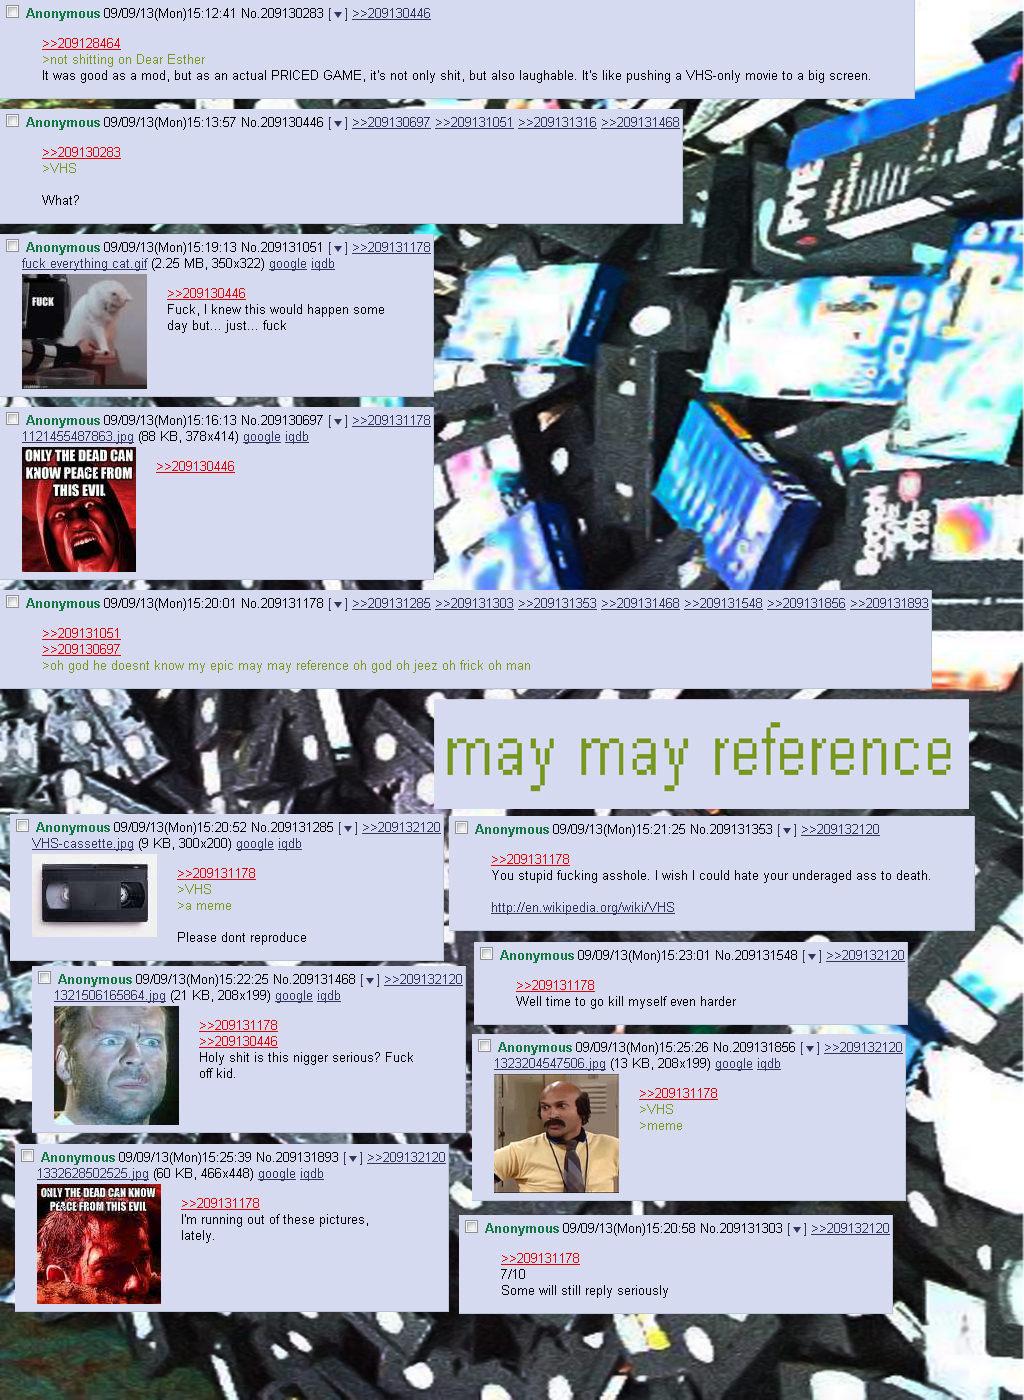 Anonymous 09/09/13(Mon)15:12:41 No.209130283 [▼] >>209130446
>>209128464
>not shitting on Dear Esther
It was good as a mod, but as an actual PRICED GAME, it's not only shit, but also laughable. It's like pushing a VHS-only movie to a big screen.
Anonymous 09/09/13(Mon)15:13:57 No.209130446 [▼] >>209130697 >>209131051 >>209131316 >>209131468
>>209130283
>VHS
What?
Anonymous 09/09/13(Mon)15:19:13 No.209131051 [▼] >>209131178
fuck everything cat.gif (2.25 MB, 350x322) google iqdb
FUCK
>>209130446
Fuck, I knew this would happen some
day but... just... fuck
Anonymous 09/09/13(Mon)15:16:13 No.209130697 [▼] >>209131178
1121455487863.jpg (88 KB, 378x414) google iqdb
ONLY THE DEAD CAN
KNOW PEACE FROM
THIS EVIL
>>209130446
Anonymous 09/09/13(Mon)15:20:01 No.209131178 [▼] >>209131285 >>209131303 >>209131353 >>209131468 >>209131548 >>209131856 >>209131893
>>209131051
>>209130697
>oh god he doesnt know my epic may may reference oh god oh jeez oh frick oh man
may may reference
Anonymous 09/09/13(Mon)15:20:52 No.209131285 [▼] >>209132120
VHS-cassette.jpg (9 KB, 300x200) google iqdb
>>209131178
>VHS
>a meme
Please dont reproduce
Anonymous 09/09/13(Mon)15:21:25 No.209131353 [▼] >>209132120
>>209131178
You stupid fucking asshole. I wish I could hate your underaged ass to death.
http://en.wikipedia.org/wiki/VHS
Anonymous 09/09/13(Mon)15:22:25 No.209131468 [▼] >>209132120
1321506165864.jpg (21 KB, 208x199) google iqdb
>>209131178
>>209130446
Holy shit is this nigger serious? Fuck
off kid.
Anonymous 09/09/13(Mon)15:23:01 No.209131548 [▼] >>209132120
>>209131178
Well time to go kill myself even harder
Anonymous 09/09/13(Mon)15:25:26 No.209131856 [▼] >>209132120
1323204547506.jpg (13 KB, 208x199) google iqdb
>>209131178
>VHS
>meme
Anonymous 09/09/13(Mon)15:25:39 No.209131893 [▼] >>209132120
1332628502525.jpg (60 KB, 466x448) google iqdb
ONLY THE DEAD CAN KNOW
PEACE FROM THIS EVIL
>>209131178
I'm running out of these pictures,
lately.
Anonymous 09/09/13(Mon)15:20:58 No.209131303 [▼] >>209132120
>>209131178
7/10
Some will still reply seriously